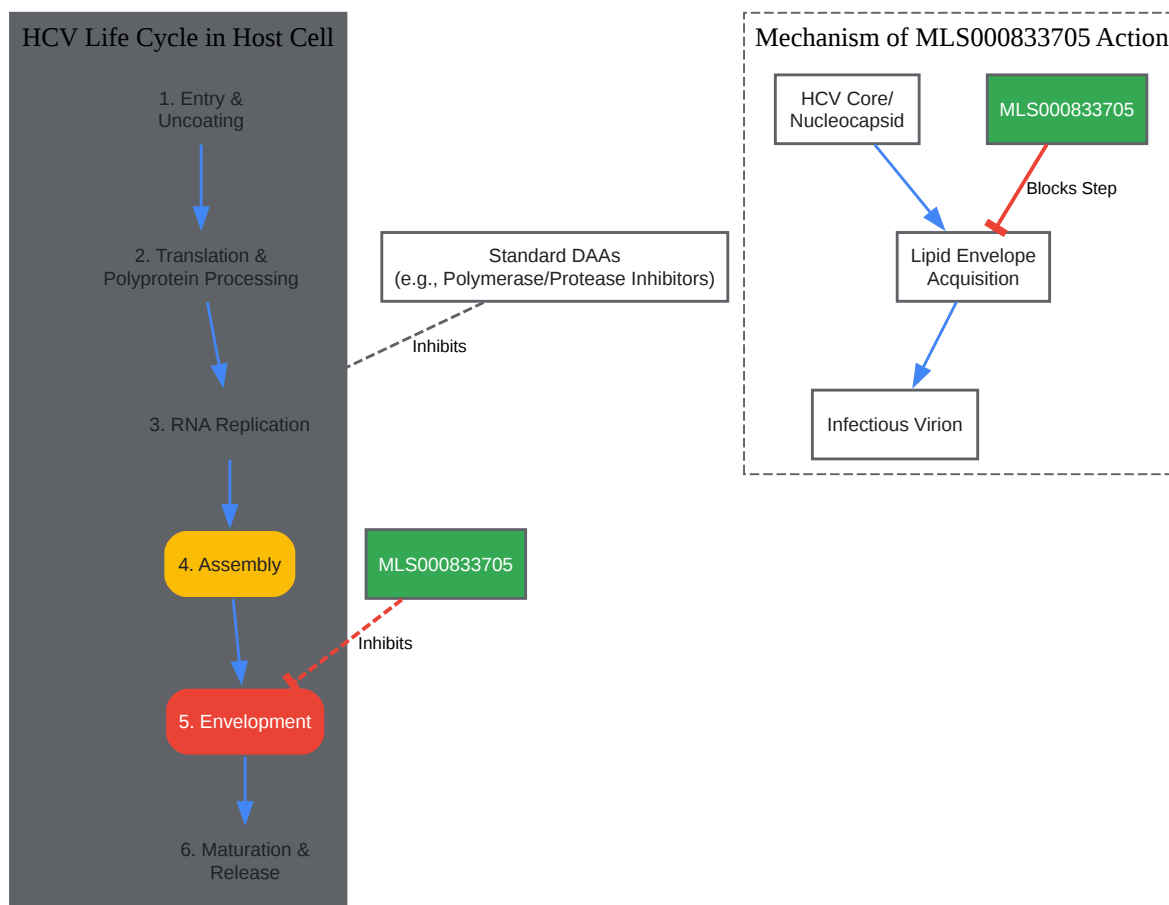 HCV Life Cycle in Host Cell
1. Entry &
Uncoating
2. Translation &
Polyprotein Processing
3. RNA Replication
4. Assembly
5. Envelopment
6. Maturation &
Release
Standard DAAs
(e.g., Polymerase/Protease Inhibitors)
Inhibits
MLS000833705
Inhibits
Mechanism of MLS000833705 Action
HCV Core/
Nucleocapsid
MLS000833705
Blocks Step
Lipid Envelope
Acquisition
Infectious Virion